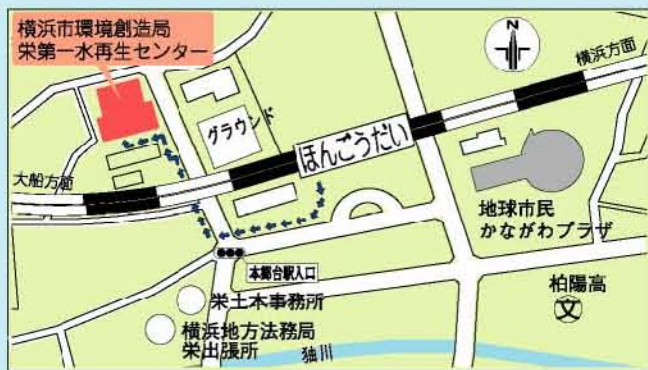 横浜市環境創造局
栄第一水再生センター
N
横浜方面
グラウンド
ほんごうだい
大船方面
地球市民
かながわプラザ
本郷台駅入口
柏陽高
文
栄土木事務所
横浜地方法務局
栄出張所
㹨川